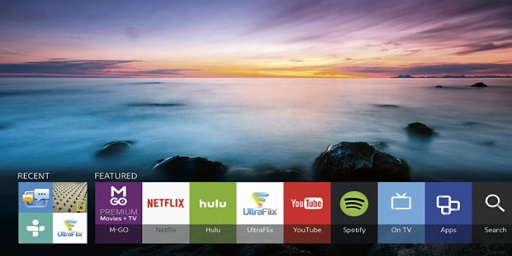 RECENT
FEATURED
UltraFlix
M-GO
PREMIUM
Movies + TV
M-GO
NETFLIX
Netflix
hulu
Hulu
UltraFlix
UltraFlix
YouTube
YouTube
Spotify
On TV
Apps
Search